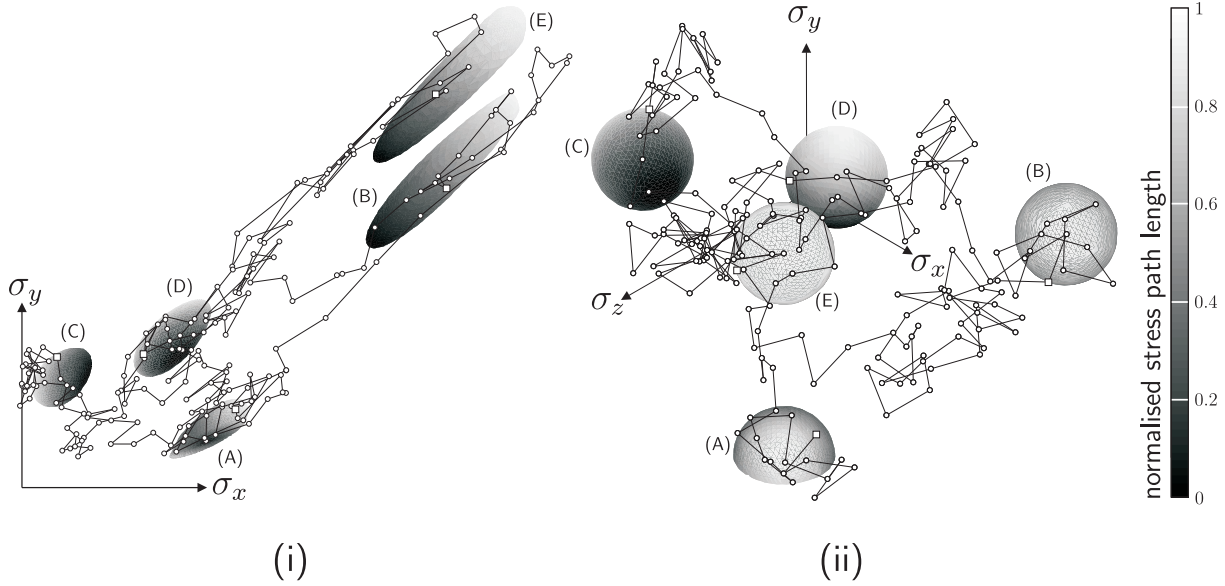 (E)
σy
(D)
1
(C)
(B)
0.8
(B)
σy
(D)
σx
0.6
(C)
σz
(E)
0.4
(A)
(A)
0.2
σx
0
normalised stress path length
(i)
(ii)